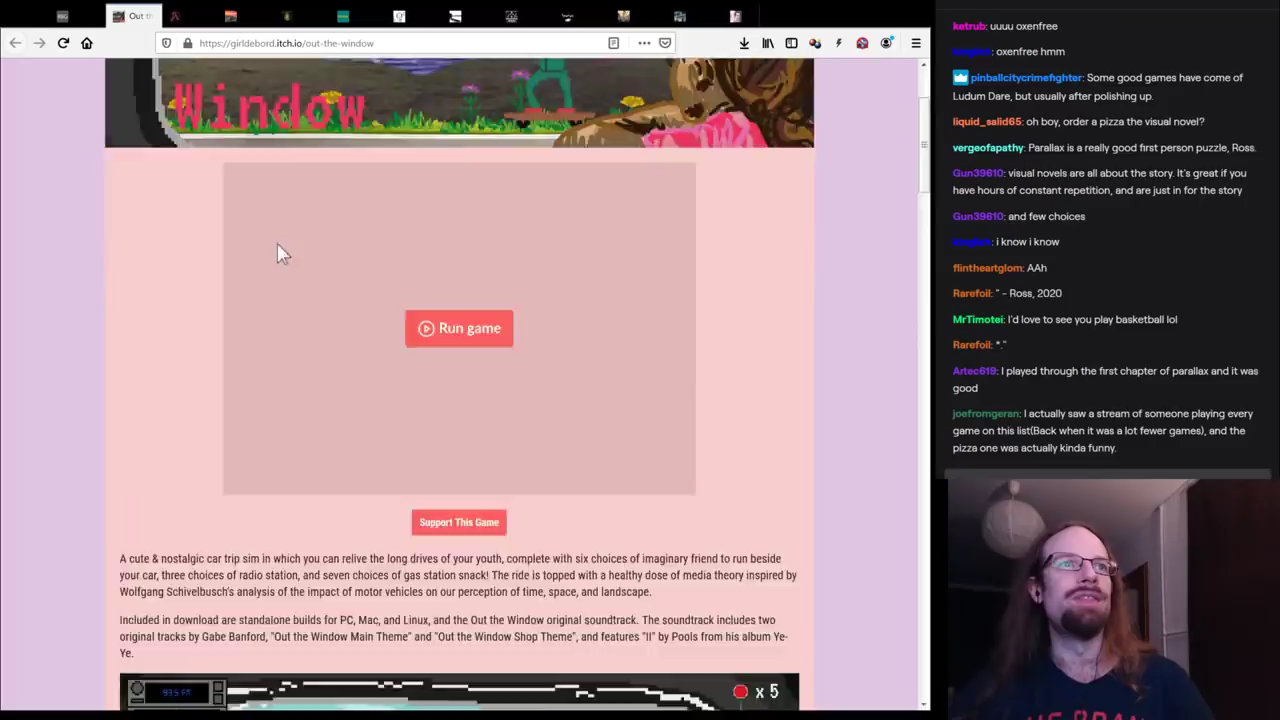 Out th
https://girldebord.itch.io/out-the-window
Window
Run game
Support This Game
A cute & nostalgic car trip sim in which you can relive the long drives of your youth, complete with six choices of imaginary friend to run beside
your car, three choices of radio station, and seven choices of gas station snack! The ride is topped with a healthy dose of media theory inspired by
Wolfgang Schivelbusch's analysis of the impact of motor vehicles on our perception of time, space, and landscape.
Included in download are standalone builds for PC, Mac, and Linux, and the Out the Window original soundtrack. The soundtrack includes two
original tracks by Gabe Banford, "Out the Window Main Theme" and "Out the Window Shop Theme", and features "II" by Pools from his album Ye-
Ye.
93.5 FM
x 5
katrub: uuuu oxenfree
oxenfree hmm
pinballcitycrimefighter: Some good games have come of
Ludum Dare, but usually after polishing up.
liquid_salid65: oh boy, order a pizza the visual novel?
vergeofapathy: Parallax is a really good first person puzzle, Ross.
Gun39610: visual novels are all about the story. It's great if you
have hours of constant repetition, and are just in for the story
Gun39610: and few choices
i know i know
flintheartglom: AAh
Rarefoil: " - Ross, 2020
MrTimotei: I'd love to see you play basketball lol
Rarefoil: *."
Artec619: I played through the first chapter of parallax and it was
good
joefromgeran: I actually saw a stream of someone playing every
game on this list(Back when it was a lot fewer games), and the
pizza one was actually kinda funny.